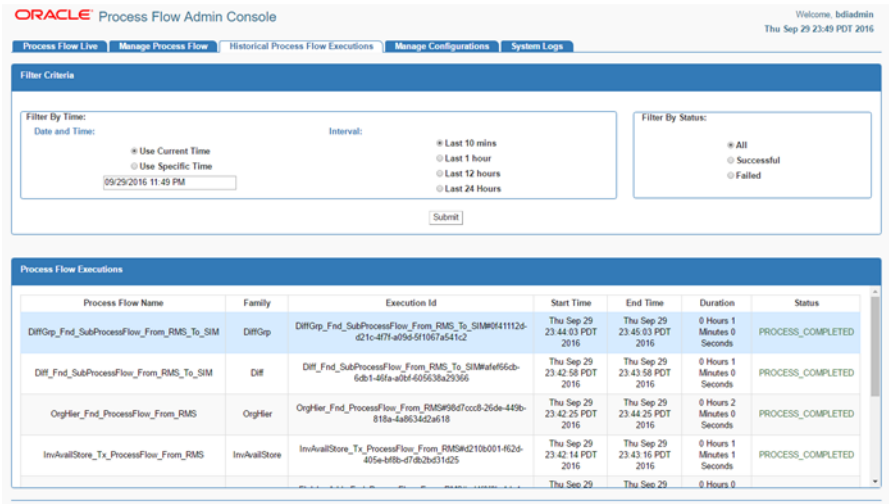 ORACLE Process Flow Admin Console
Welcome, bdiadmin
Thu Sep 29 23:49 PDT 2016
Process Flow Live Manage Process Flow Historical Process Flow Executions Manage Configurations System Logs
Filter Criteria
Filter By Time:
Date and Time:
Interval:
Use Current Time
Use Specific Time
09/29/2016 11:49 PM
Last 10 mins
Last 1 hour
Last 12 hours
Last 24 Hours
Filter By Status:
All
Successful
Failed
Submit
Process Flow Executions
Process Flow Name Family Execution Id Start Time End Time Duration Status
DiffGrp_Fnd_SubProcessFlow_From_RMS_To_SIM DiffGrp DiffGrp_Fnd_SubProcessFlow_From_RMS_To_SIM#0f41112d-
d21c-4f7f-a09d-5f1067a541c2
Thu Sep 29
23:44:03 PDT
2016
Thu Sep 29
23:45:03 PDT
2016
0 Hours 1
Minutes 0
Seconds
PROCESS_COMPLETED
Diff_Fnd_SubProcessFlow_From_RMS_To_SIM Diff Diff_Fnd_SubProcessFlow_From_RMS_To_SIM#afef66cb-
6db1-46fa-a0bf-605638a29366
Thu Sep 29
23:42:58 PDT
2016
Thu Sep 29
23:43:58 PDT
2016
0 Hours 1
Minutes 0
Seconds
PROCESS_COMPLETED
OrgHier_Fnd_ProcessFlow_From_RMS OrgHier OrgHier_Fnd_ProcessFlow_From_RMS#98d7ccc8-26de-449b-
818a-4a8634d2a618
Thu Sep 29
23:42:25 PDT
2016
Thu Sep 29
23:44:25 PDT
2016
0 Hours 2
Minutes 0
Seconds
PROCESS_COMPLETED
InvAvailStore_Tx_ProcessFlow_From_RMS InvAvailStore InvAvailStore_Tx_ProcessFlow_From_RMS#d210b001-f62d-
405e-bf8b-d7db2bd31d25
Thu Sep 29
23:42:14 PDT
2016
Thu Sep 29
23:43:16 PDT
2016
0 Hours 1
Minutes 2
Seconds
PROCESS_COMPLETED
Thu Sep 29
Thu Sep 29
0 Hours 0